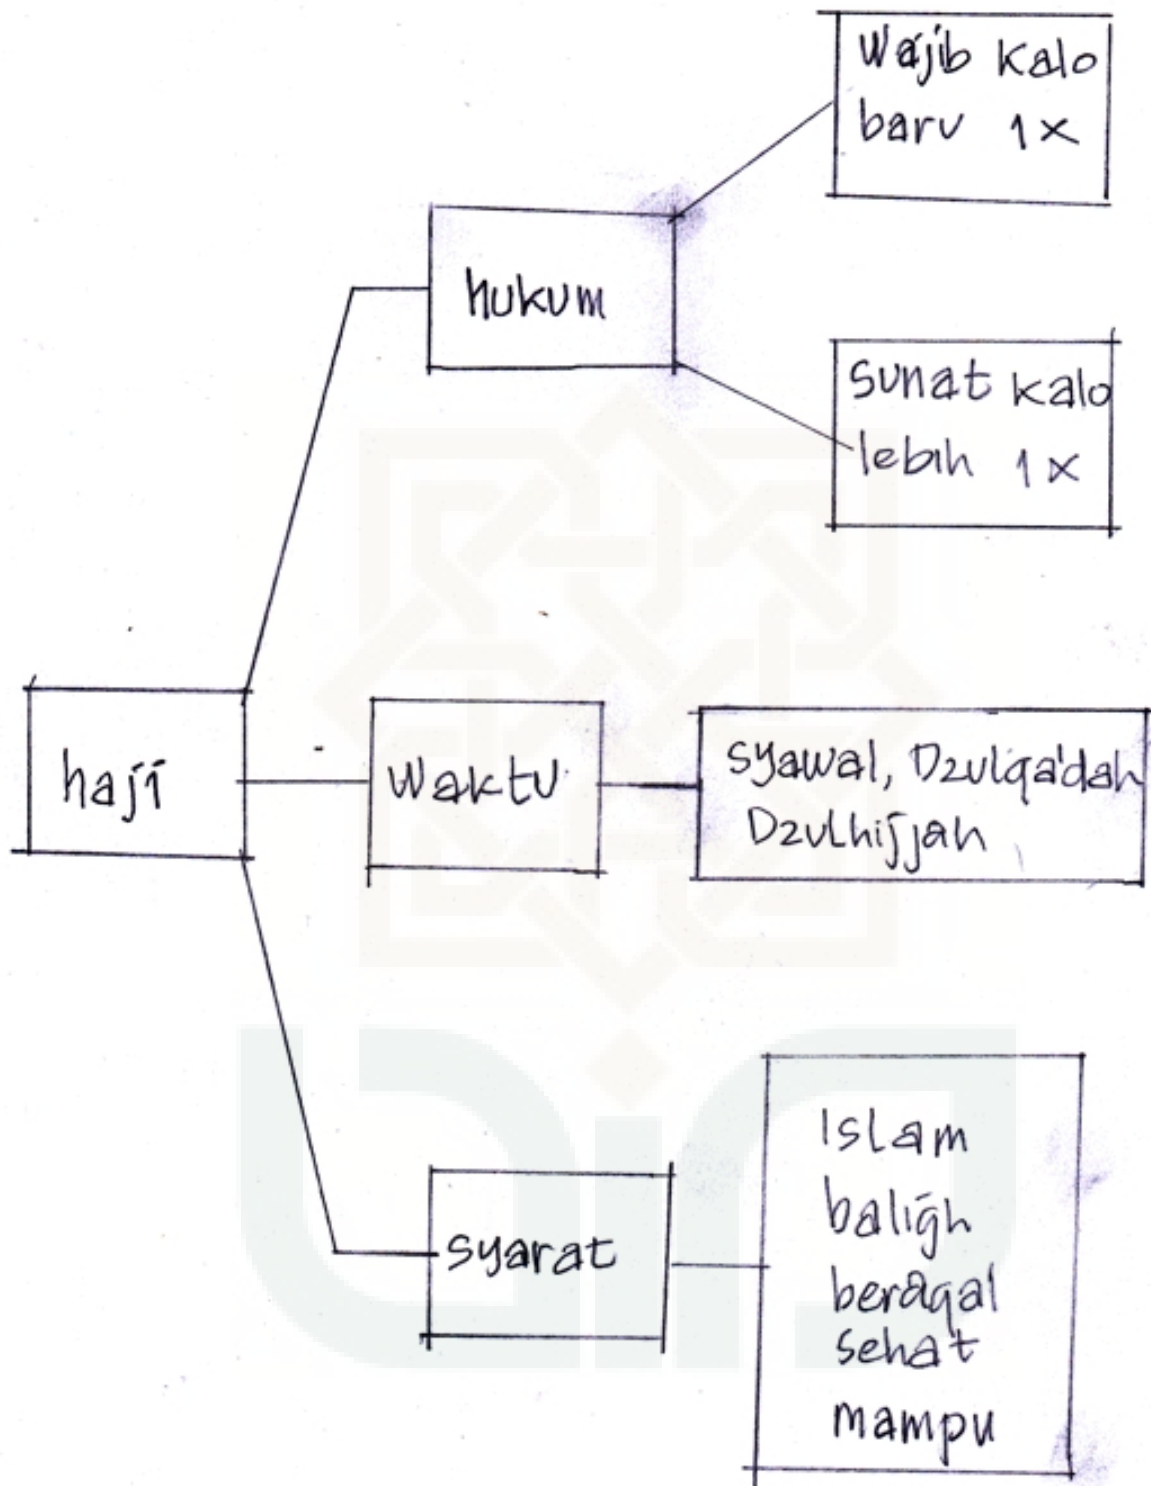 Wajib kalo
baru 1x
hukum
Sunat kalo
lebih 1x
haji
Waktu
Syawal, Dzulqa'dah
Dzulhijjah
Syarat
Islam
baligh
beraqal
Sehat
mampu